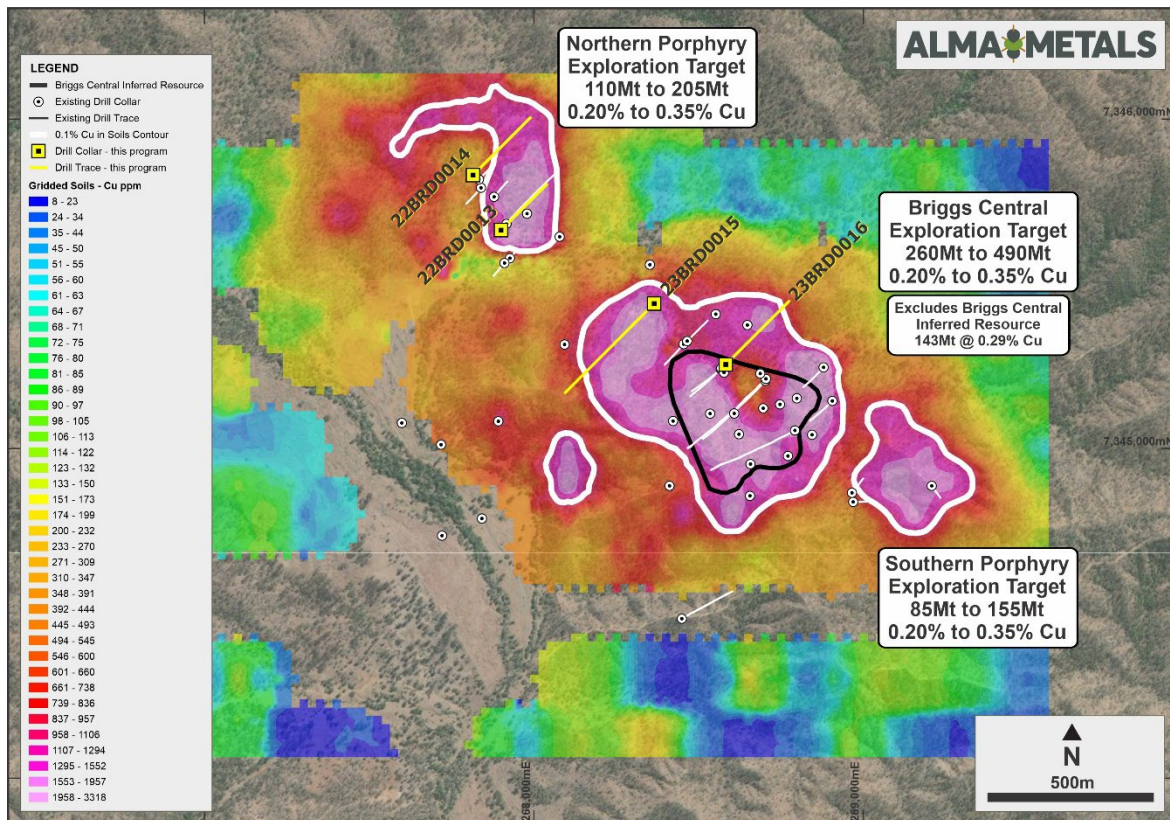 ALMA METALS
LEGEND
Briggs Central Inferred Resource
Existing Drill Collar
Existing Drill Trace
0.1% Cu in Soils Contour
Drill Collar - this program
Drill Trace - this program
Gridded Soils - Cu ppm
8 - 23
24 - 34
35 - 44
45 - 50
51 - 55
56 - 60
61 - 63
64 - 67
68 - 71
72 - 75
76 - 80
81 - 85
86 - 89
90 - 97
98 - 105
106 - 113
114 - 122
123 - 132
133 - 150
151 - 173
174 - 199
200 - 232
233 - 270
271 - 309
310 - 347
348 - 391
392 - 444
445 - 493
494 - 545
546 - 600
601 - 660
661 - 738
739 - 836
837 - 957
958 - 1106
1107 - 1294
1295 - 1552
1553 - 1957
1958 - 3318
Northern Porphyry
Exploration Target
110Mt to 205Mt
0.20% to 0.35% Cu
7,346,000mN
22BRD0014
22BRD0013
23BRD0015
23BRD0016
Briggs Central
Exploration Target
260Mt to 490Mt
0.20% to 0.35% Cu
Excludes Briggs Central
Inferred Resource
143Mt @ 0.29% Cu
7,345,000mN
Southern Porphyry
Exploration Target
85Mt to 155Mt
0.20% to 0.35% Cu
268,000mE
269,000mE
N
500m